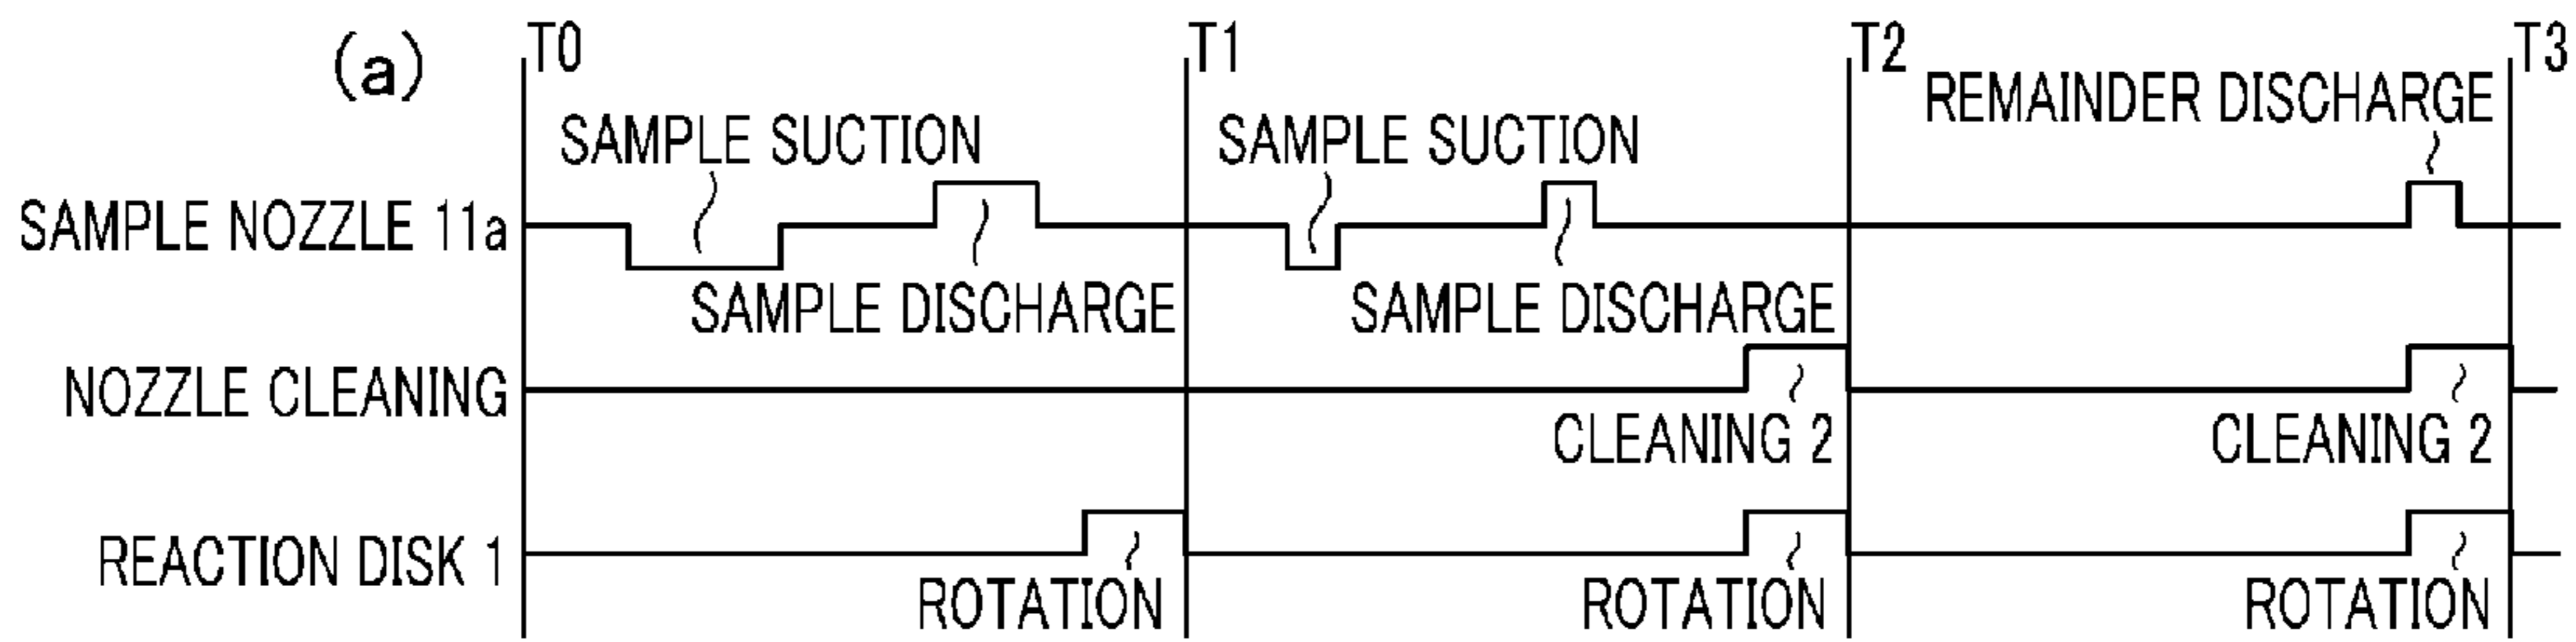 (a)
T0
T1
T2
T3
REMAINDER DISCHARGE
SAMPLE SUCTION
SAMPLE SUCTION
SAMPLE NOZZLE 11a
SAMPLE DISCHARGE
SAMPLE DISCHARGE
NOZZLE CLEANING
CLEANING 2
CLEANING 2
REACTION DISK 1
ROTATION
ROTATION
ROTATION